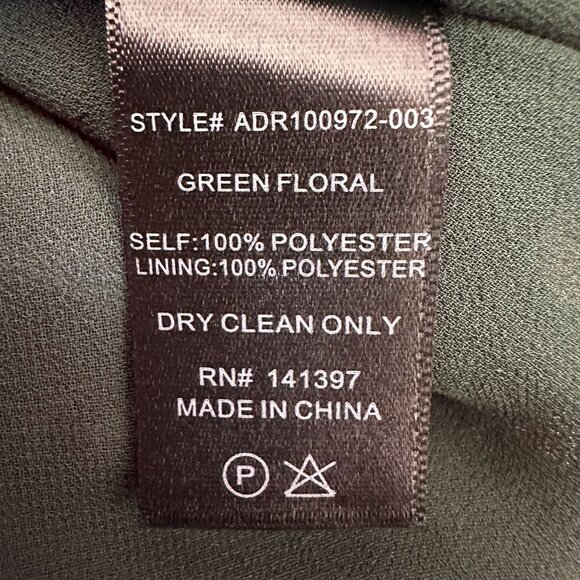 STYLE# ADR100972-003
GREEN FLORAL
SELF:100% POLYESTER
LINING:100% POLYESTER
DRY CLEAN ONLY
RN# 141397
MADE IN CHINA
P